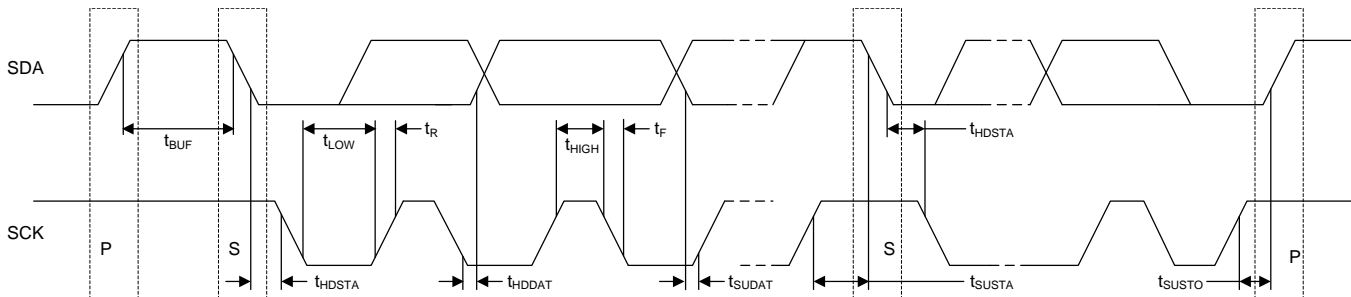 SDA
tBUF
tLOW
tR
tHIGH
tF
tHDSTA
SCK
P
S
S
P
tHDSTA
tHDDAT
tSUDAT
tSUSTA
tSUSTO